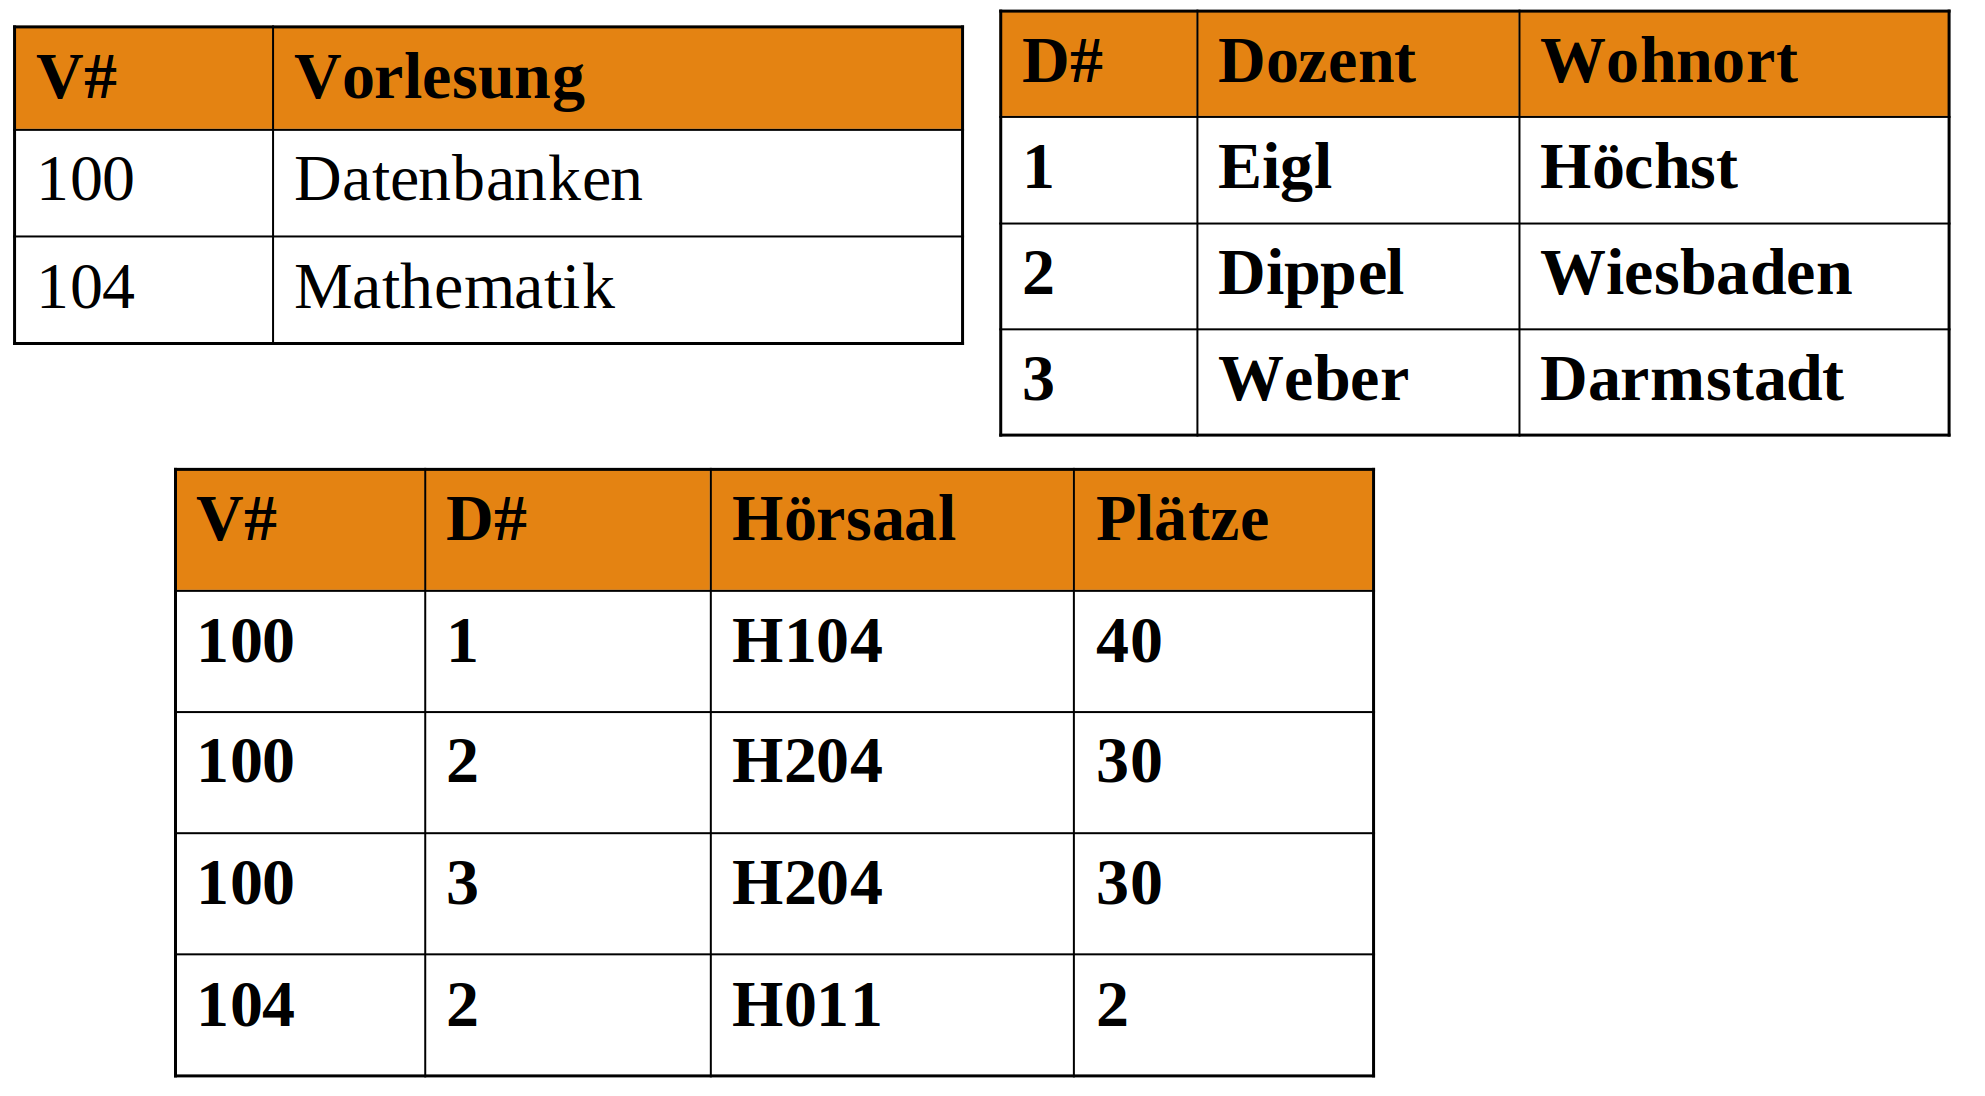 V# Vorlesung
100 Datenbanken
104 Mathematik
D# Dozent Wohnort
1 Eigl Höchst
2 Dippel Wiesbaden
3 Weber Darmstadt
V# D# Hörsaal Plätze
100 1 H104 40
100 2 H204 30
100 3 H204 30
104 2 H011 2